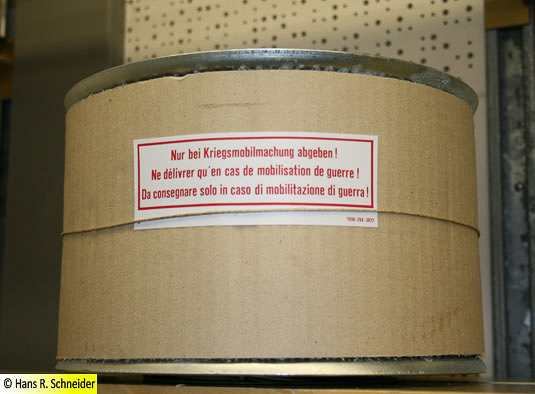 Nur bei Kriegsmobilmachung abgeben!
Ne délivrer qu'en cas de mobilisation de guerre!
Da consegnare solo in caso di mobilitazione di guerra!
© Hans R. Schneider